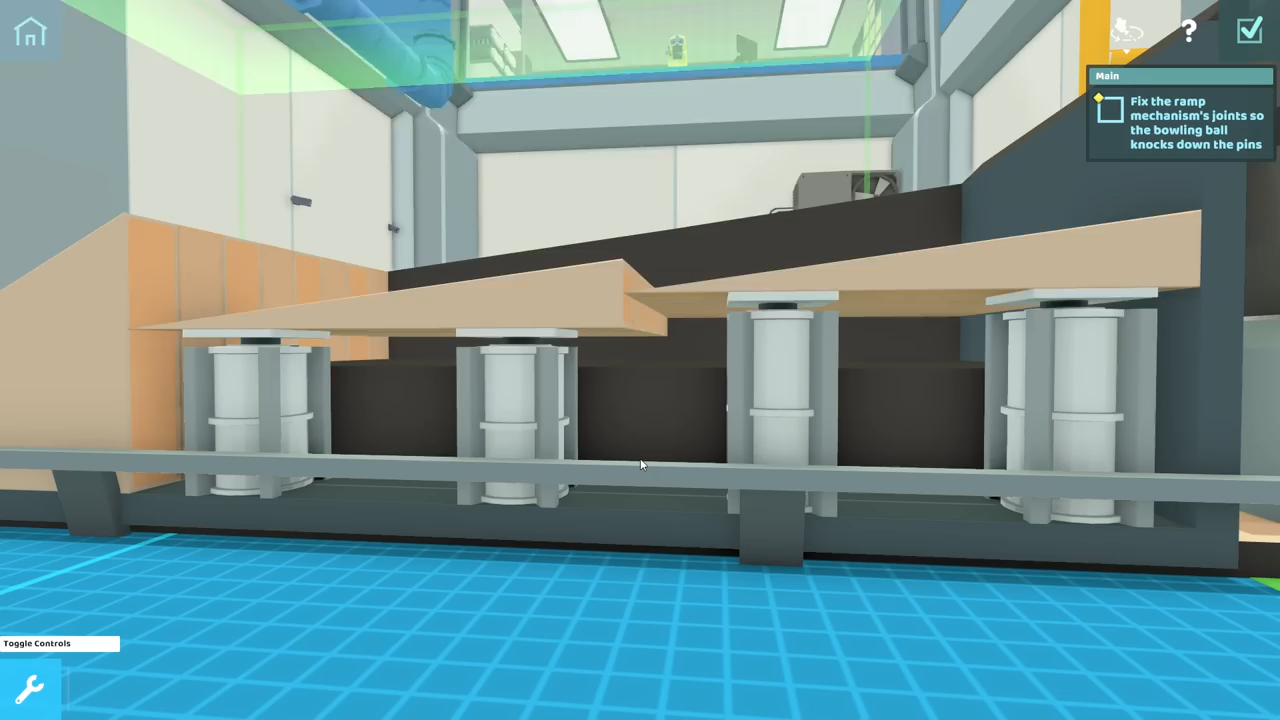 ?
Main
Fix the ramp
mechanism's joints so
the bowling ball
knocks down the pins
Toggle Controls